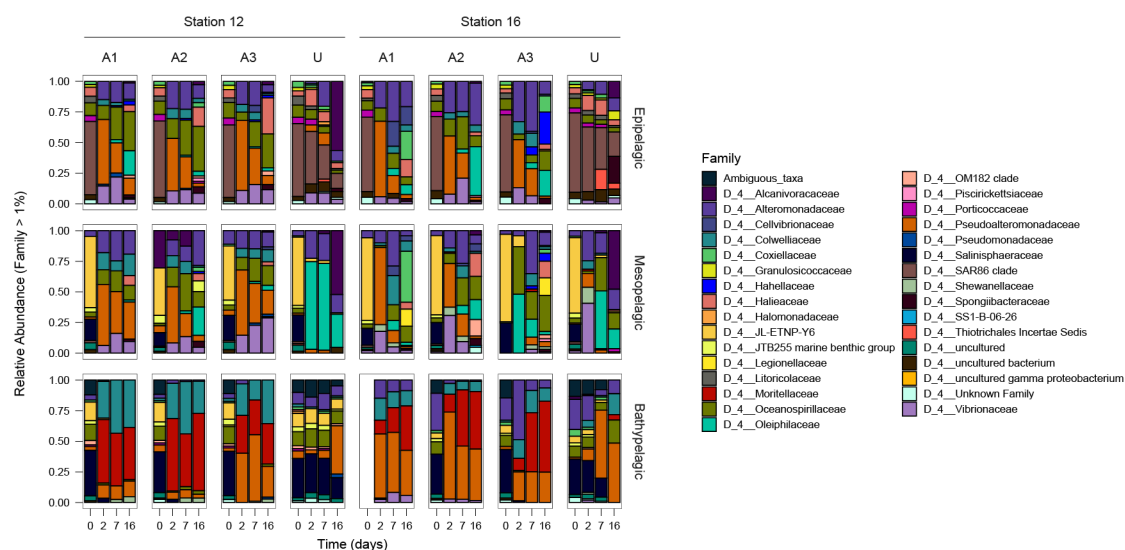 Station 12 Station 16
A1 A2 A3 U A1 A2 A3 U
Relative Abundance (Family > 1%)
1.00
0.75
0.50
0.25
0.00
Epipelagic
1.00
0.75
0.50
0.25
0.00
Mesopelagic
1.00
0.75
0.50
0.25
0.00
Bathypelagic
0 2 7 16 0 2 7 16 0 2 7 16 0 2 7 16 0 2 7 16 0 2 7 16 0 2 7 16 0 2 7 16
Time (days)
Family
Ambiguous_taxa
D_4__Alcanivoracaceae
D_4__Alteromonadaceae
D_4__Cellvibrionaceae
D_4__Colwelliaceae
D_4__Coxiellaceae
D_4__Granulosicoccaceae
D_4__Hahellaceae
D_4__Halieaceae
D_4__Halomonadaceae
D_4__JL-ETNP-Y6
D_4__JTB255 marine benthic group
D_4__Legionellaceae
D_4__Litoricolaceae
D_4__Moritellaceae
D_4__Oceanospirillaceae
D_4__Oleiphilaceae
D_4__OM182 clade
D_4__Piscirickettsiaceae
D_4__Porticoccaceae
D_4__Pseudoalteromonadaceae
D_4__Pseudomonadaceae
D_4__Salinisphaeraceae
D_4__SAR86 clade
D_4__Shewanellaceae
D_4__Spongiibacteraceae
D_4__SS1-B-06-26
D_4__Thiotrichales Incertae Sedis
D_4__uncultured
D_4__uncultured bacterium
D_4__uncultured gamma proteobacterium
D_4__Unknown Family
D_4__Vibrionaceae